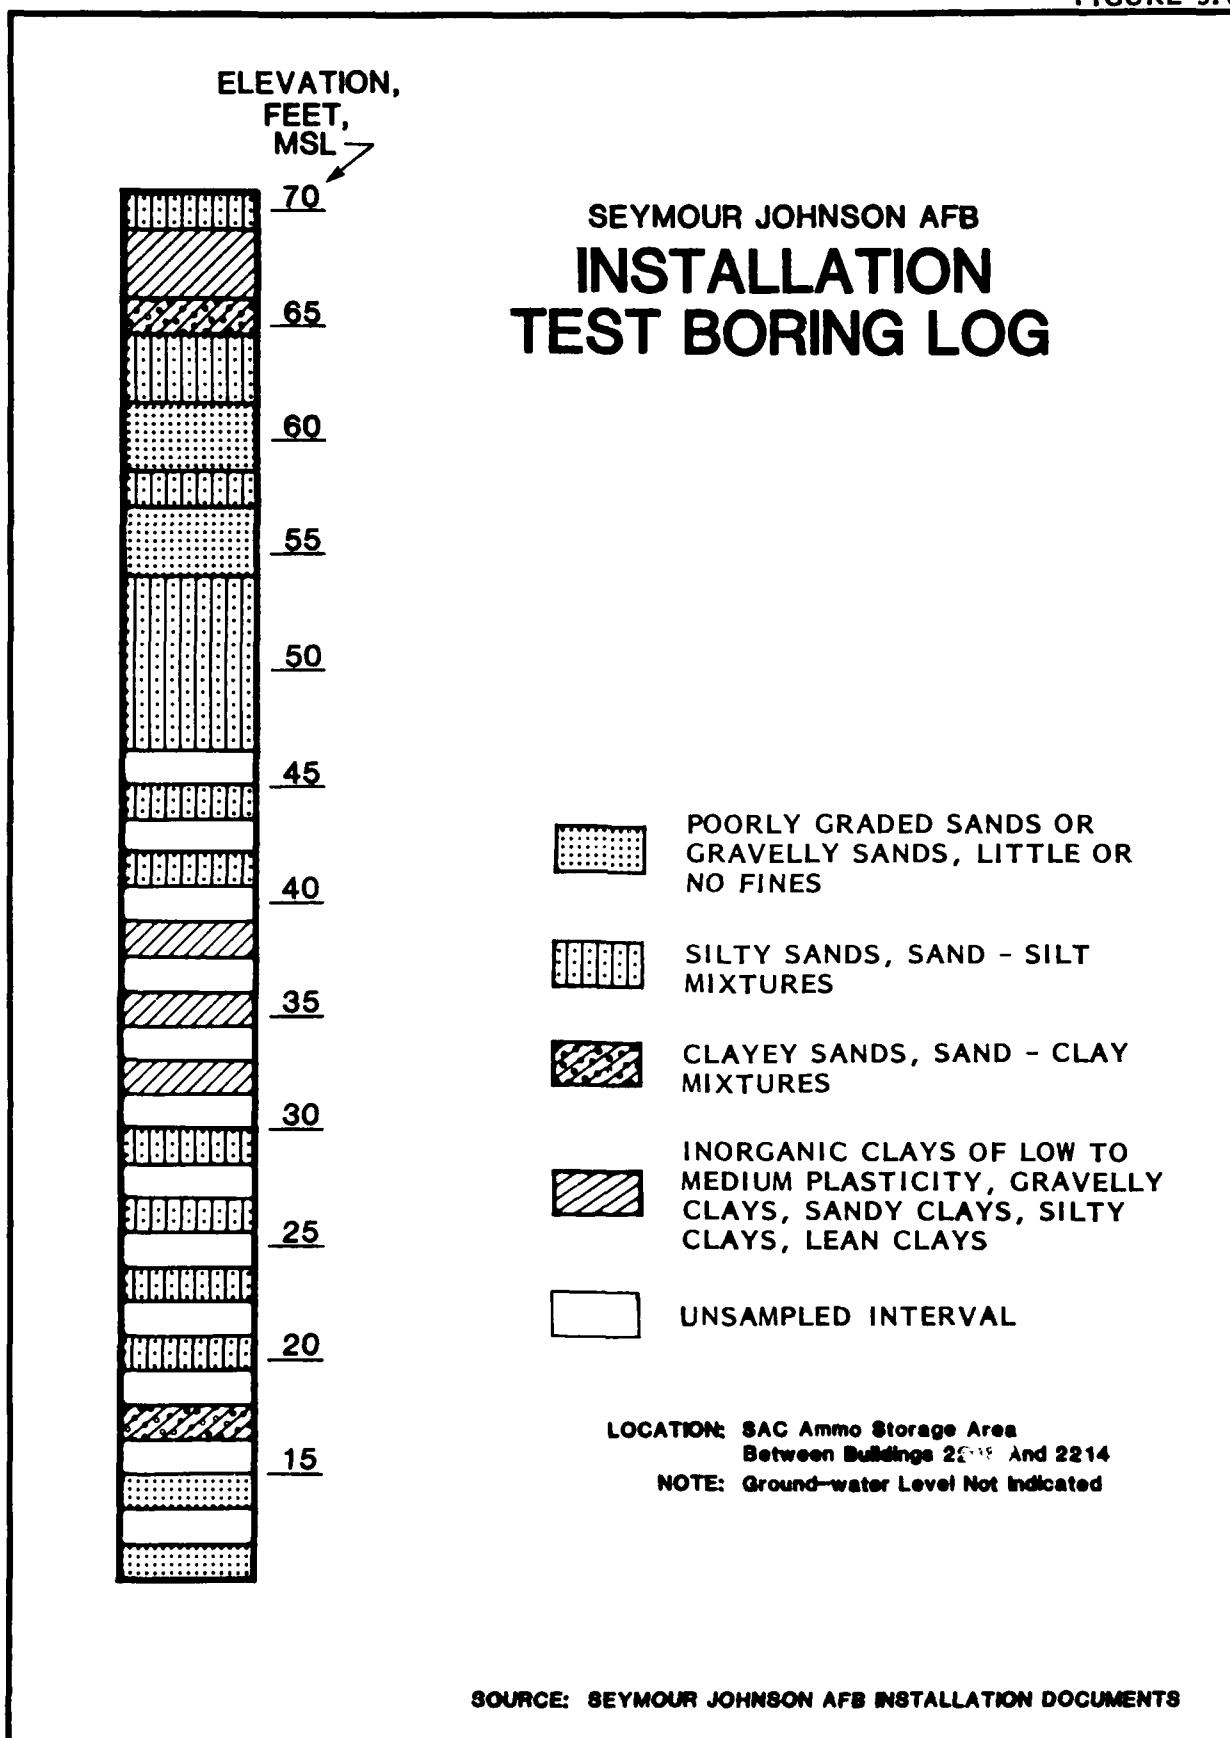 ELEVATION,
FEET,
MSL
70
65
60
55
50
45
40
35
30
25
20
15
SEYMOUR JOHNSON AFB
INSTALLATION
TEST BORING LOG
POORLY GRADED SANDS OR
GRAVELLY SANDS, LITTLE OR
NO FINES
SILTY SANDS, SAND - SILT
MIXTURES
CLAYEY SANDS, SAND - CLAY
MIXTURES
INORGANIC CLAYS OF LOW TO
MEDIUM PLASTICITY, GRAVELLY
CLAYS, SANDY CLAYS, SILTY
CLAYS, LEAN CLAYS
UNSAMPLED INTERVAL
LOCATION: SAC Ammo Storage Area
Between Buildings And 2214
NOTE: Ground-water Level Not Indicated
SOURCE: SEYMOUR JOHNSON AFB INSTALLATION DOCUMENTS